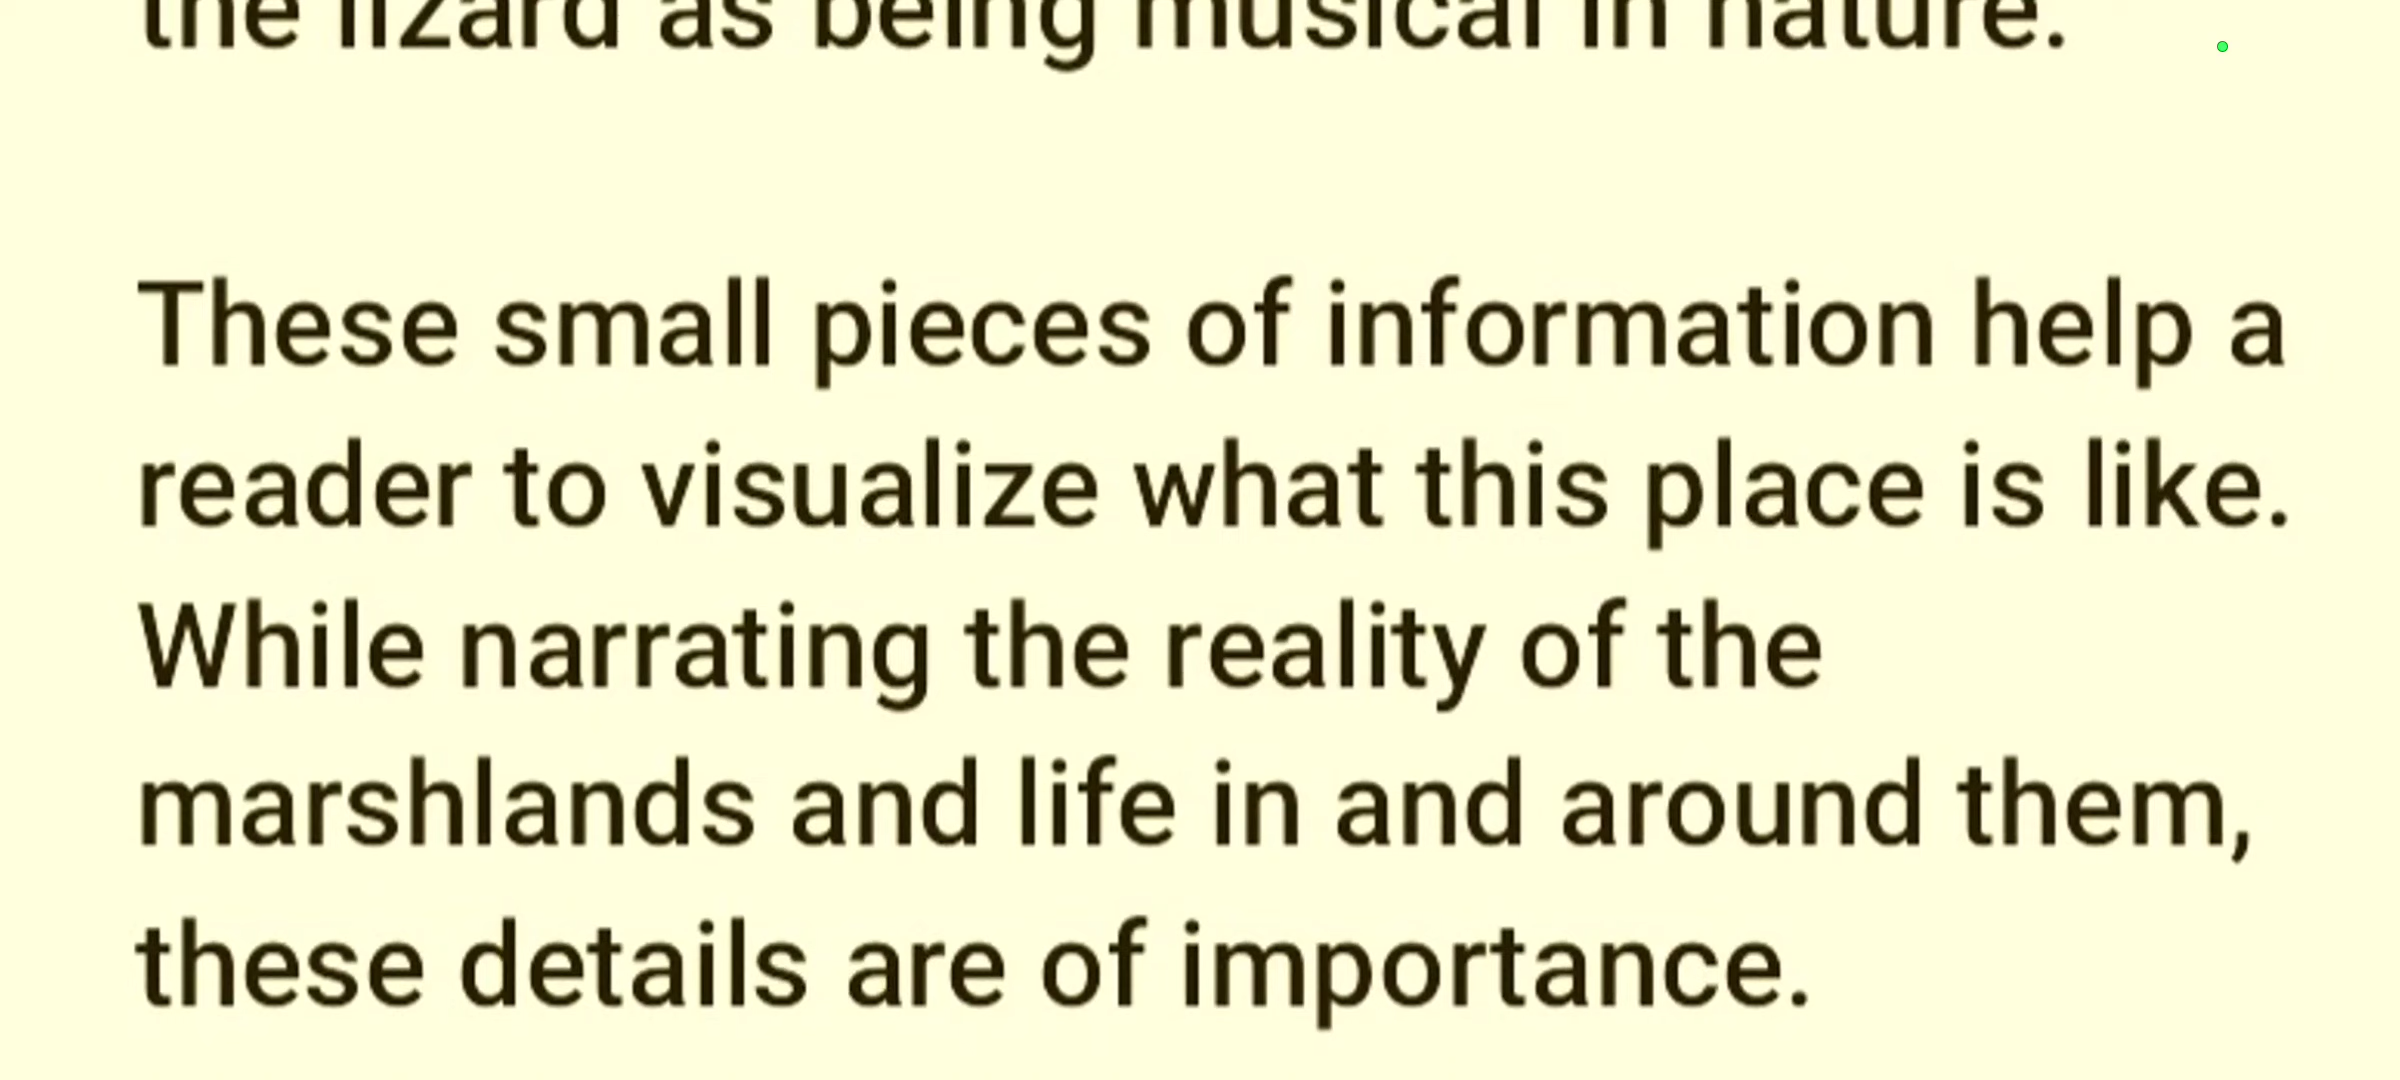 the lizard as being musical in nature.
These small pieces of information help a
reader to visualize what this place is like.
While narrating the reality of the
marshlands and life in and around them,
these details are of importance.